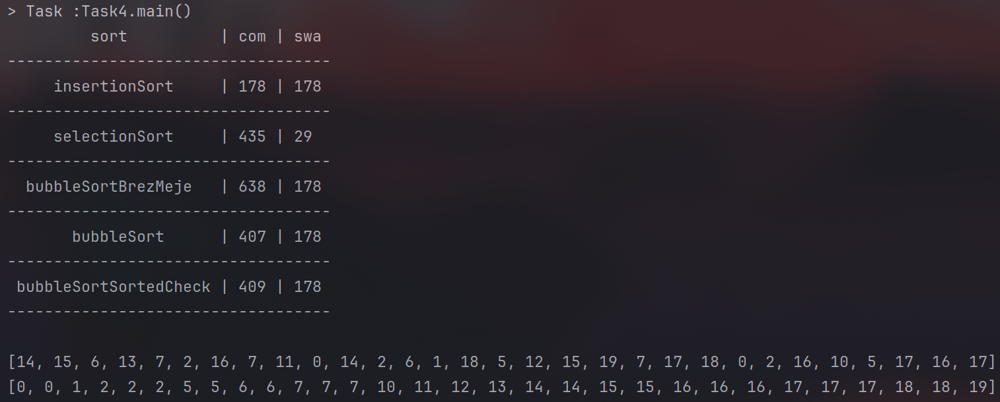 > Task :Task4.main()
sort | com | swa
-----------------------------------
insertionSort | 178 | 178
-----------------------------------
selectionSort | 435 | 29
-----------------------------------
bubbleSortBrezMeje | 638 | 178
-----------------------------------
bubbleSort | 407 | 178
-----------------------------------
bubbleSortSortedCheck | 409 | 178
-----------------------------------
[14, 15, 6, 13, 7, 2, 16, 7, 11, 0, 14, 2, 6, 1, 18, 5, 12, 15, 19, 7, 17, 18, 0, 2, 16, 10, 5, 17, 16, 17]
[0, 0, 1, 2, 2, 2, 5, 5, 6, 6, 7, 7, 7, 10, 11, 12, 13, 14, 14, 15, 15, 16, 16, 16, 17, 17, 17, 18, 18, 19]